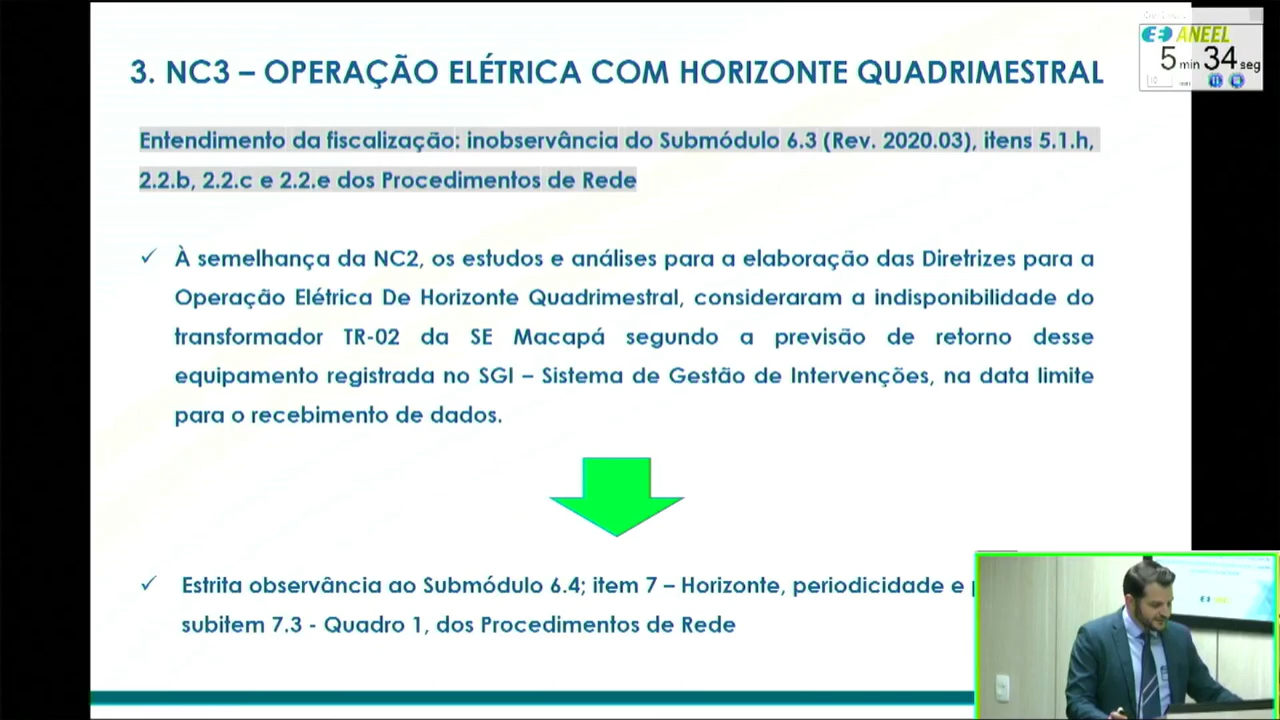 3. NC3 – OPERAÇÃO ELÉTRICA COM HORIZONTE QUADRIMESTRAL
ANEEL
5 min 34 seg
Entendimento da fiscalização: inobservância do Submódulo 6.3 (Rev. 2020.03), itens 5.1.h,
2.2.b, 2.2.c e 2.2.e dos Procedimentos de Rede
✓ À semelhança da NC2, os estudos e análises para a elaboração das Diretrizes para a
Operação Elétrica De Horizonte Quadrimestral, consideraram a indisponibilidade do
transformador TR-02 da SE Macapá segundo a previsão de retorno desse
equipamento registrada no SGI – Sistema de Gestão de Intervenções, na data limite
para o recebimento de dados.
✓ Estrita observância ao Submódulo 6.4; item 7 – Horizonte, periodicidade e
subitem 7.3 - Quadro 1, dos Procedimentos de Rede